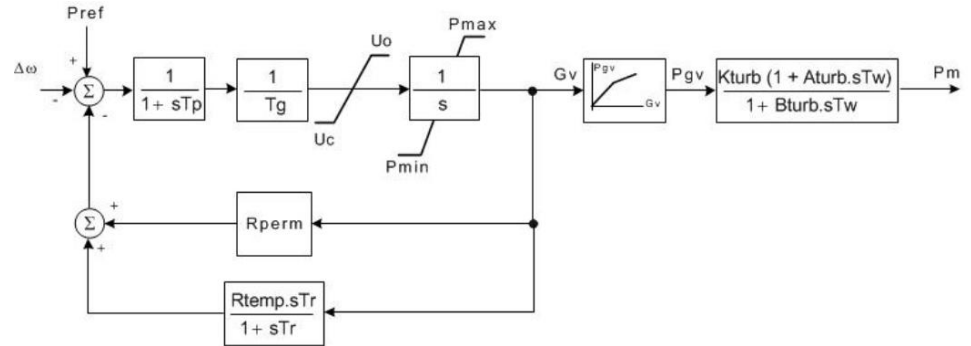 Pref
Δω
+
-
Σ
-
1
1+ sTp
1
Tg
Uo
Uc
Pmax
1
s
Pmin
Gv
Pgv
Gv
Pgv
Kturb (1 + Aturb.sTw)
1+ Bturb.sTw
Pm
+
Σ
+
Rperm
Rtemp.sTr
1+ sTr